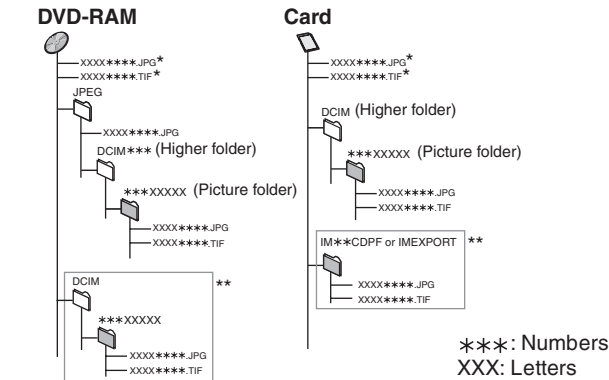 DVD-RAM
XXXX∗∗∗∗.JPG*
XXXX∗∗∗∗.TIF*
JPEG
XXXX∗∗∗∗.JPG
DCIM∗∗∗ (Higher folder)
∗∗∗XXXXX (Picture folder)
XXXX∗∗∗∗.JPG
XXXX∗∗∗∗.TIF
DCIM
**
∗∗∗XXXXX
XXXX∗∗∗∗.JPG
XXXX∗∗∗∗.TIF
Card
XXXX∗∗∗∗.JPG*
XXXX∗∗∗∗.TIF*
DCIM (Higher folder)
∗∗∗XXXXX (Picture folder)
XXXX∗∗∗∗.JPG
XXXX∗∗∗∗.TIF
IM∗∗CDPF or IMEXPORT **
XXXX∗∗∗∗.JPG
XXXX∗∗∗∗.TIF
∗∗∗: Numbers
XXX: Letters